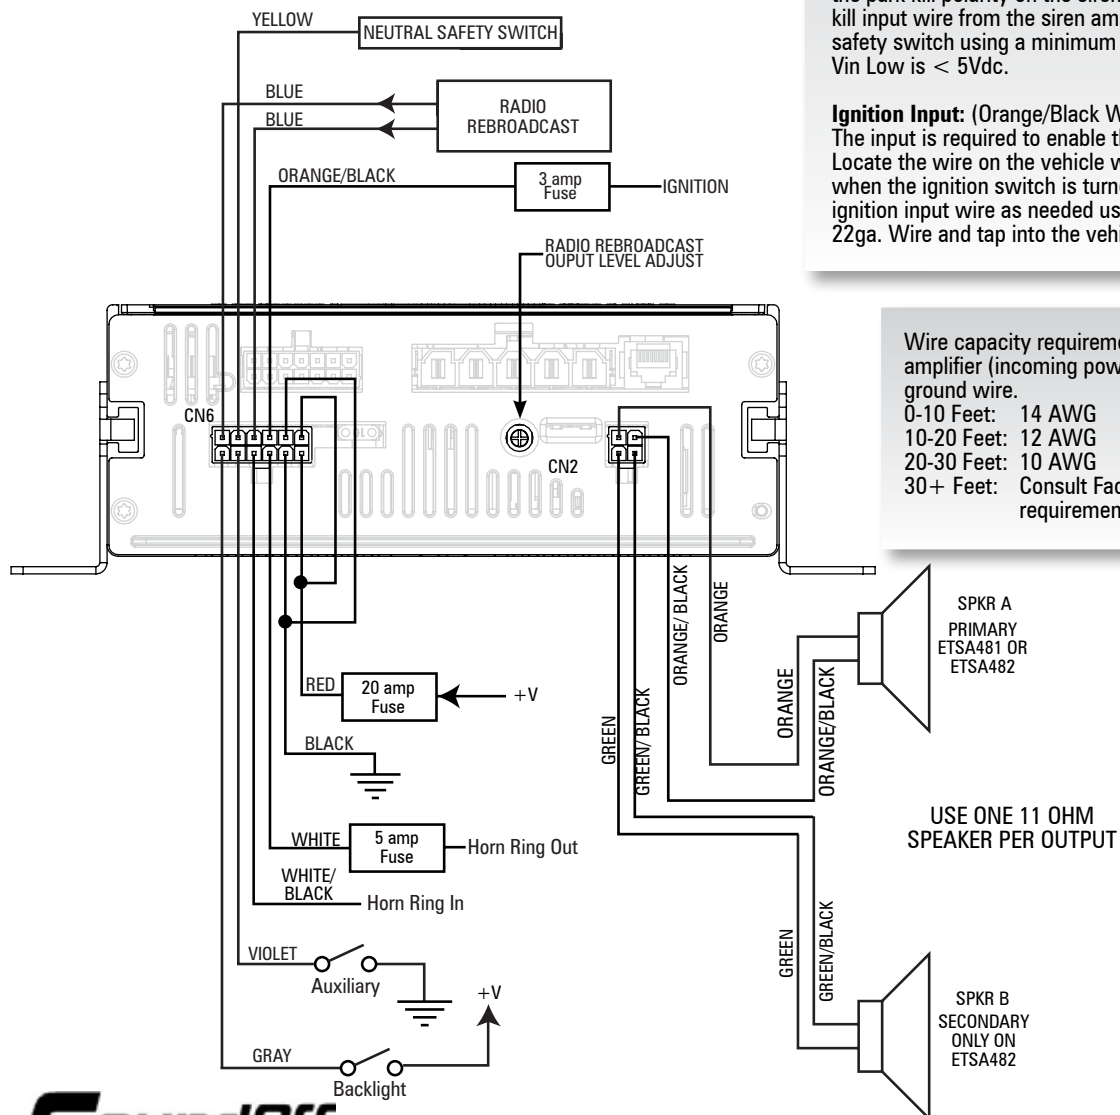 the park kill polarity on the siren
kill input wire from the siren am
safety switch using a minimum
Vin Low is < 5Vdc.
Ignition Input: (Orange/Black W
The input is required to enable th
Locate the wire on the vehicle w
when the ignition switch is turne
ignition input wire as needed us
22ga. Wire and tap into the vehi
YELLOW
NEUTRAL SAFETY SWITCH
BLUE
BLUE
RADIO
REBROADCAST
ORANGE/BLACK
3 amp
Fuse
IGNITION
RADIO REBROADCAST
OUPUT LEVEL ADJUST
Wire capacity requireme
amplifier (incoming pow
ground wire.
0-10 Feet: 14 AWG
10-20 Feet: 12 AWG
20-30 Feet: 10 AWG
30+ Feet: Consult Fac
requiremen
CN6
CN2
RED
20 amp
Fuse
+V
BLACK
WHITE
5 amp
Fuse
Horn Ring Out
WHITE/
BLACK
Horn Ring In
VIOLET
Auxiliary
+V
GRAY
Backlight
GREEN
GREEN/ BLACK
ORANGE/ BLACK
ORANGE
ORANGE
ORANGE/BLACK
SPKR A
PRIMARY
ETSA481 OR
ETSA482
USE ONE 11 OHM
SPEAKER PER OUTPUT
GREEN
GREEN/BLACK
SPKR B
SECONDARY
ONLY ON
ETSA482